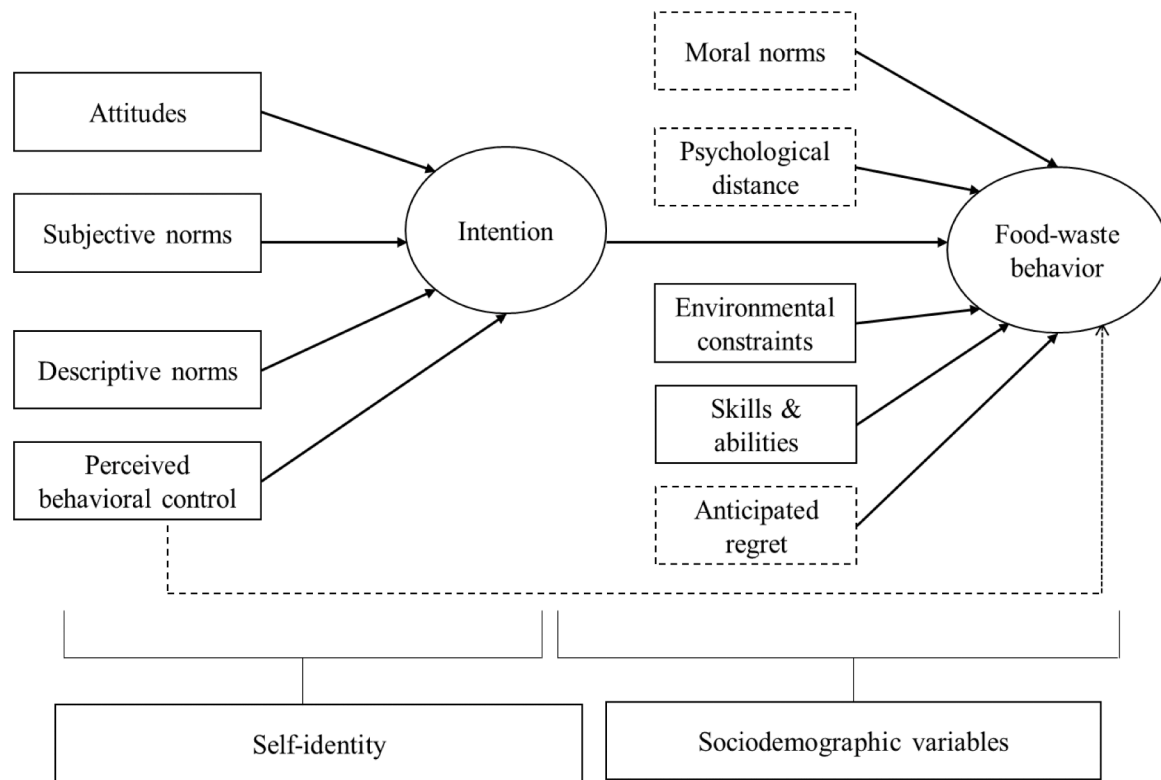 Attitudes
Subjective norms
Descriptive norms
Perceived
behavioral control
Intention
Moral norms
Psychological
distance
Environmental
constraints
Skills &
abilities
Anticipated
regret
Food-waste
behavior
Self-identity
Sociodemographic variables